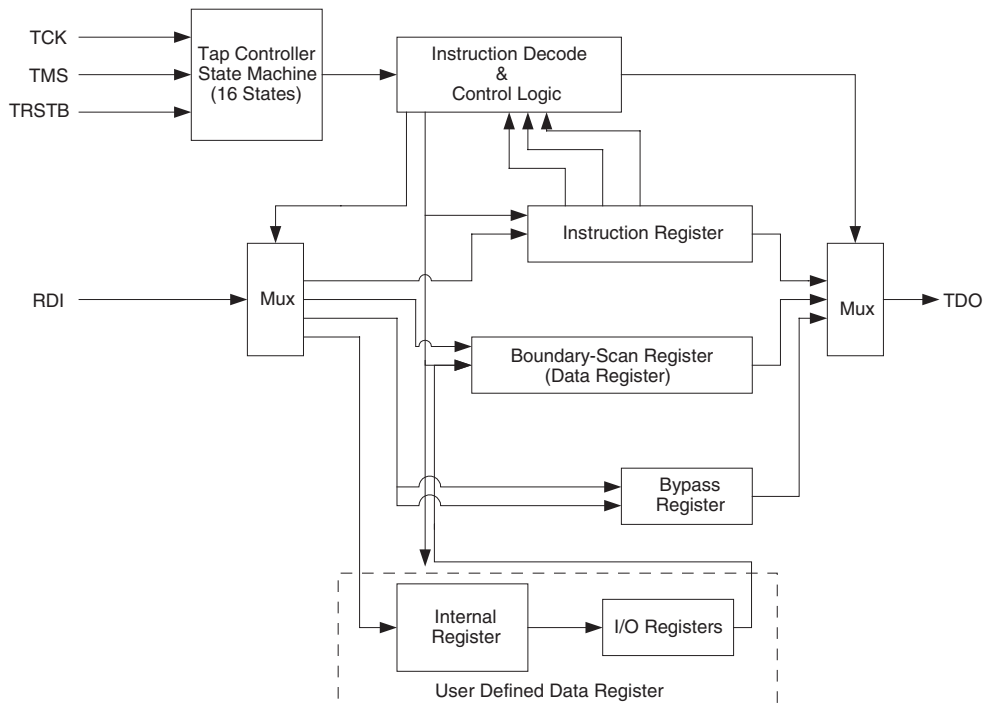 TCK
TMS
TRSTB
Tap Controller
State Machine
(16 States)
Instruction Decode
&
Control Logic
Instruction Register
RDI
Mux
Mux
TDO
Boundary-Scan Register
(Data Register)
Bypass
Register
Internal
Register
I/O Registers
User Defined Data Register